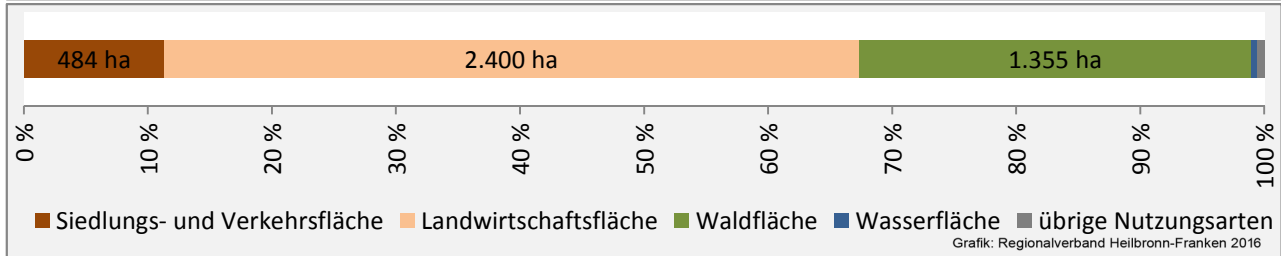 484 ha 2.400 ha 1.355 ha
0 % 10 % 20 % 30 % 40 % 50 % 60 % 70 % 80 % 90 % 100 %
Siedlungs- und Verkehrsfläche Landwirtschaftsfläche Waldfläche Wasserfläche übrige Nutzungsarten
Grafik: Regionalverband Heilbronn-Franken 2016